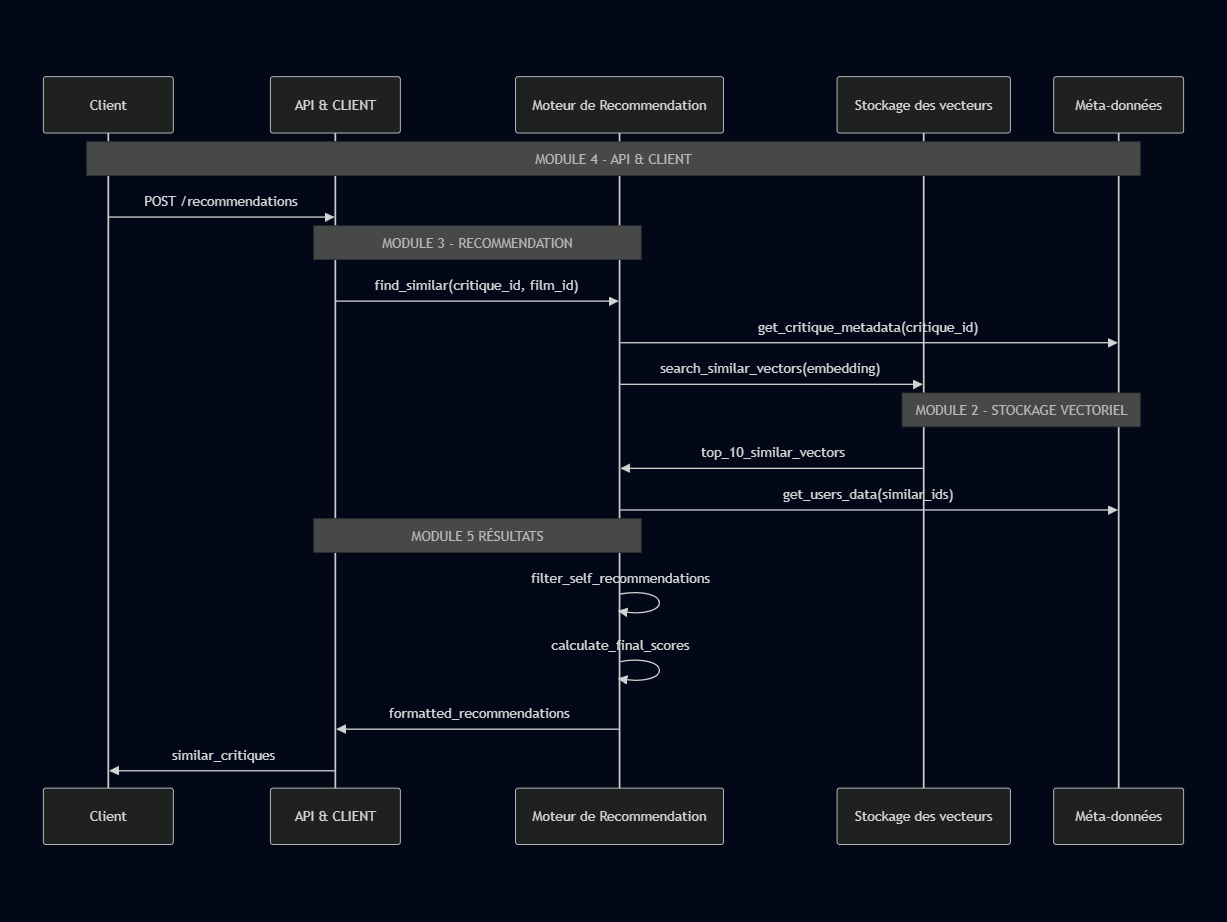 Client
API & CLIENT
Moteur de Recommendation
Stockage des vecteurs
Méta-données
MODULE 4 - API & CLIENT
POST /recommendations
MODULE 3 - RECOMMENDATION
find_similar(critique_id, film_id)
get_critique_metadata(critique_id)
search_similar_vectors(embedding)
MODULE 2 - STOCKAGE VECTORIEL
top_10_similar_vectors
get_users_data(similar_ids)
MODULE 5 RÉSULTATS
filter_self_recommendations
calculate_final_scores
formatted_recommendations
similar_critiques
Client
API & CLIENT
Moteur de Recommendation
Stockage des vecteurs
Méta-données